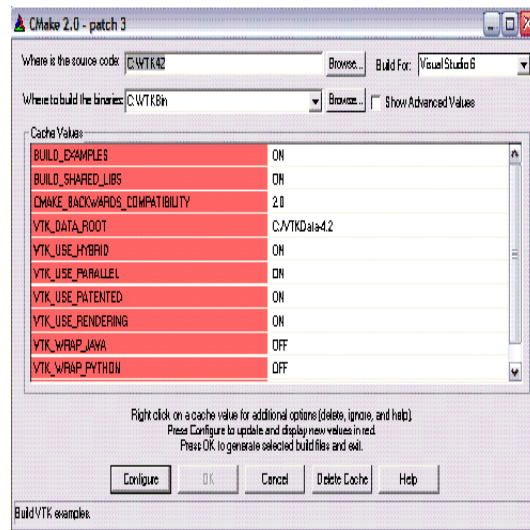 CMake 2.0 - patch 3
Where is the source code: C:\VTK42 Browse... Build For: Visual Studio 6
Where to build the binaries: C:\VTKBin Browse... Show Advanced Values
Cache Values
BUILD_EXAMPLES ON
BUILD_SHARED_LIBS ON
CMAKE_BACKWARDS_COMPATIBILITY 2.0
VTK_DATA_ROOT C:/VTKData-4.2
VTK_USE_HYBRID ON
VTK_USE_PARALLEL ON
VTK_USE_PATENTED ON
VTK_USE_RENDERING ON
VTK_WRAP_JAVA OFF
VTK_WRAP_PYTHON OFF
Right click on a cache value for additional options (delete, ignore, and help).
Press Configure to update and display new values in red.
Press OK to generate selected build files and exit.
Configure OK Cancel Delete Cache Help
Build VTK examples.